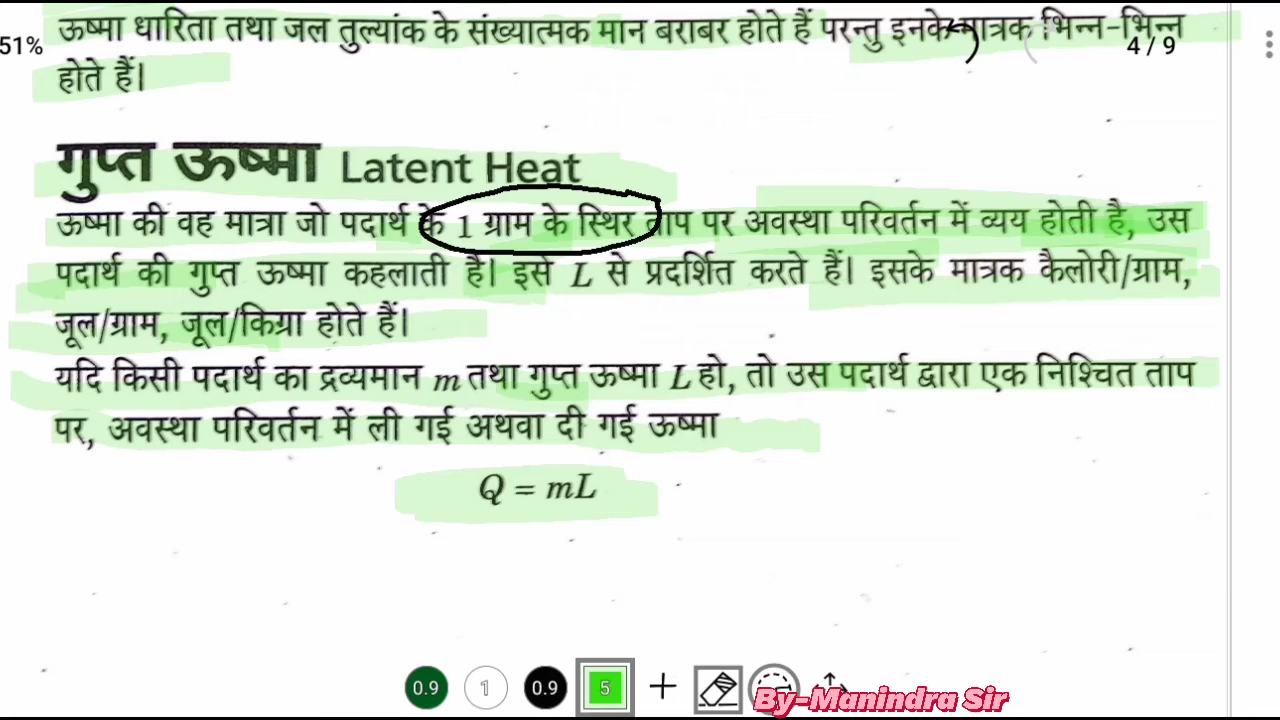 ऊष्मा धारिता तथा जल तुल्यांक के संख्यात्मक मान बराबर होते हैं परन्तु इनके मात्रक भिन्न-भिन्न
51%
4 / 9
होते हैं।
गुप्त ऊष्मा Latent Heat
ऊष्मा की वह मात्रा जो पदार्थ के 1 ग्राम के स्थिर ताप पर अवस्था परिवर्तन में व्यय होती है, उस
पदार्थ की गुप्त ऊष्मा कहलाती है। इसे L से प्रदर्शित करते हैं। इसके मात्रक कैलोरी/ग्राम,
जूल/ग्राम, जूल/किग्रा होते हैं।
यदि किसी पदार्थ का द्रव्यमान m तथा गुप्त ऊष्मा L हो, तो उस पदार्थ द्वारा एक निश्चित ताप
पर, अवस्था परिवर्तन में ली गई अथवा दी गई ऊष्मा
Q = mL
0.9 1 0.9 5
By-Manindra Sir